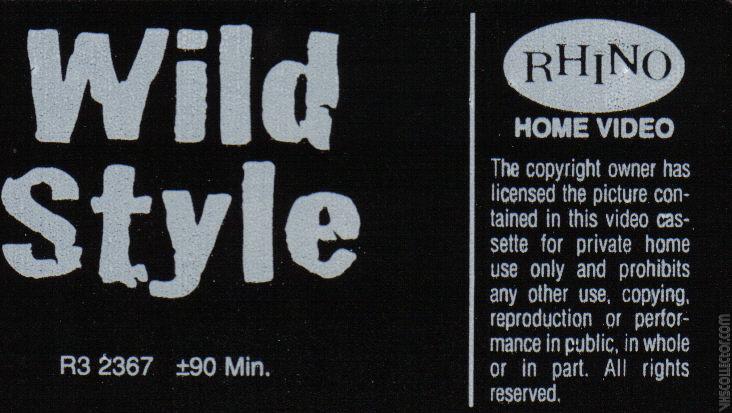 Wild
Style
R3 2367 ±90 Min.
RHINO
HOME VIDEO
The copyright owner has
licensed the picture con-
tained in this video cas-
sette for private home
use only and prohibits
any other use, copying,
reproduction or perfor-
mance in public, in whole
or in part. All rights
reserved.
VHSCOLLECTOR.COM